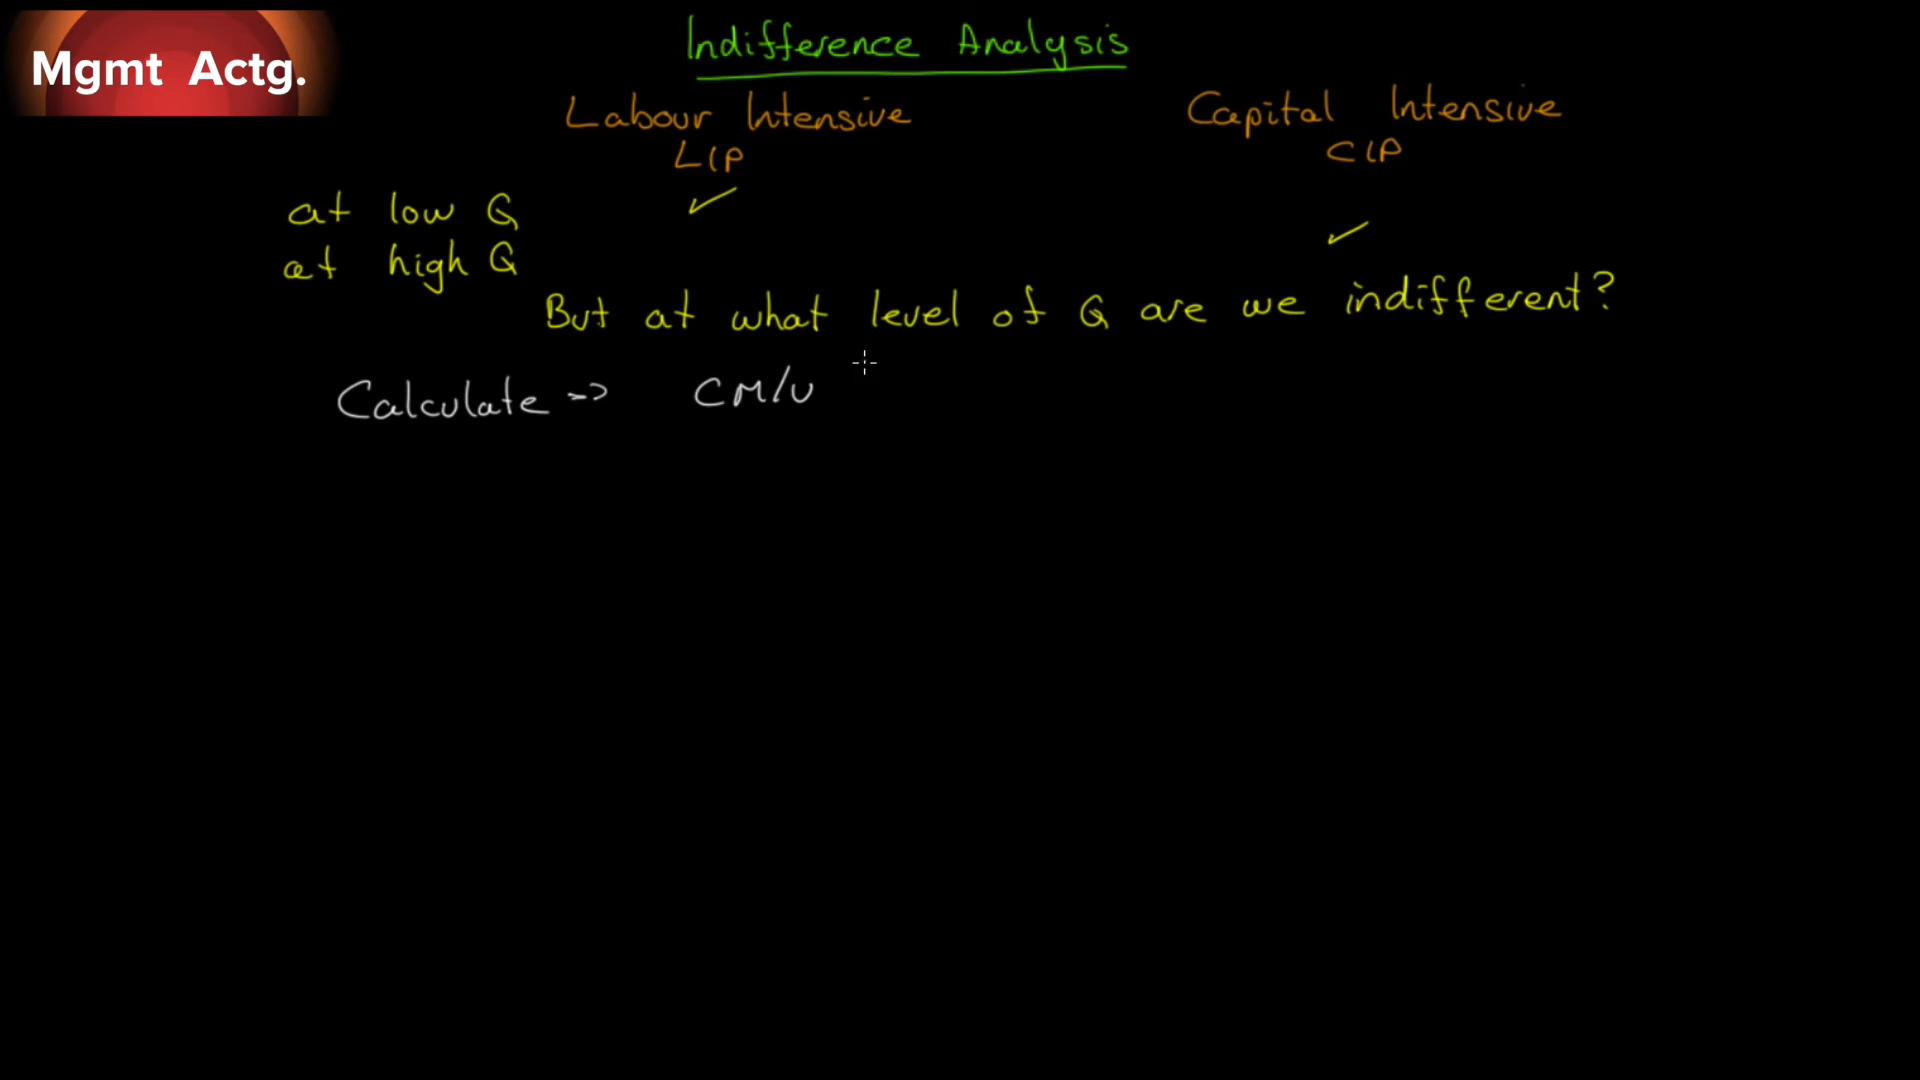 Mgmt Actg.
Indifference Analysis
Labour Intensive Capital Intensive
LIP CIP
at low Q ✓
at high Q ✓
But at what level of Q are we indifferent?
Calculate => CM/U